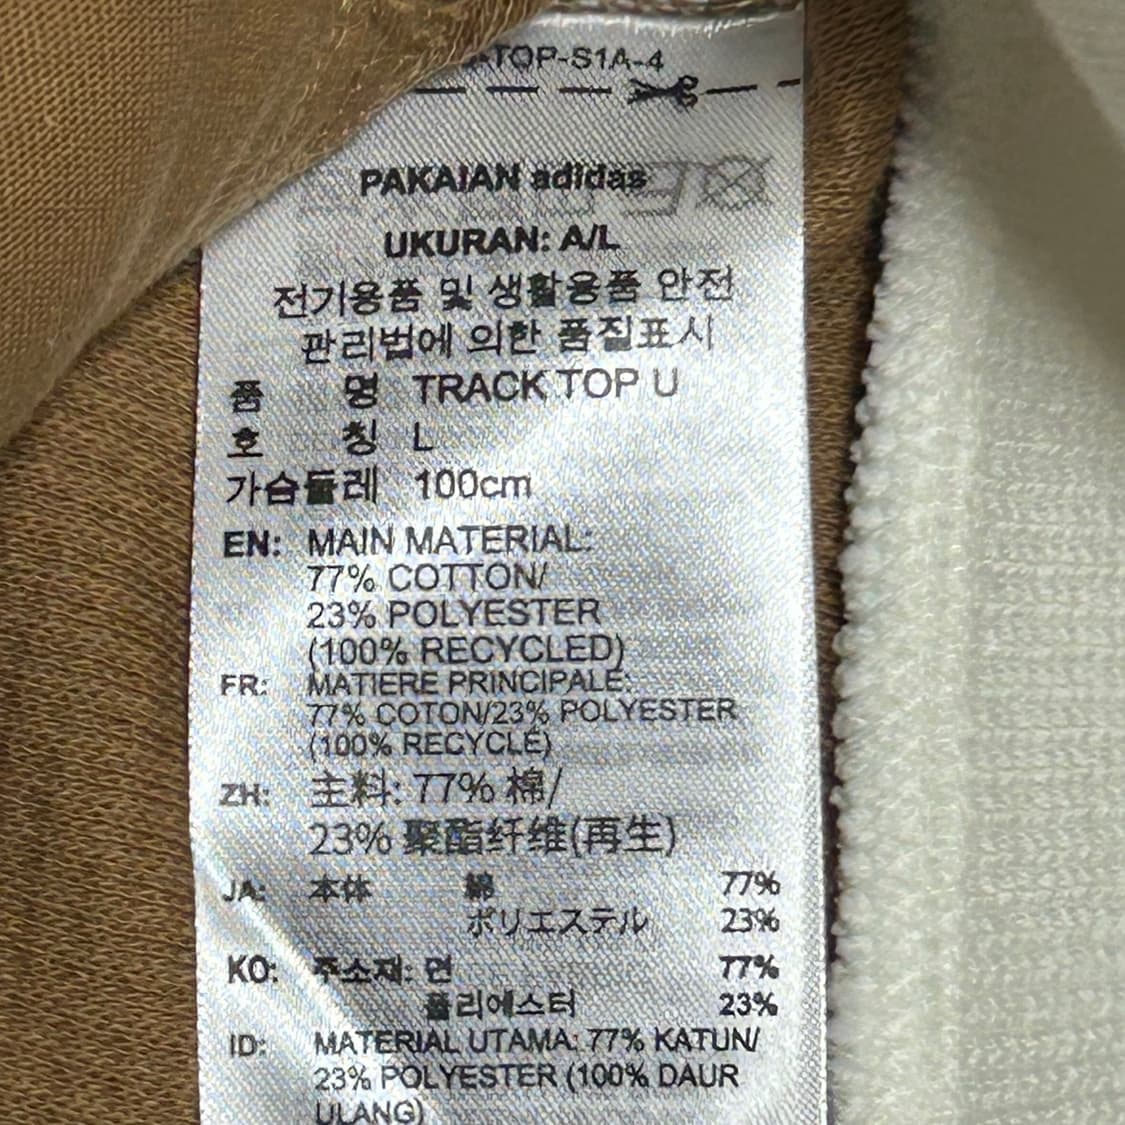 -TOP-S1A-4
PAKAIAN adidas
UKURAN: A/L
전기용품 및 생활용품 안전
관리법에 의한 품질표시
품 명 TRACK TOP U
호 칭 L
가슴둘레 100cm
EN: MAIN MATERIAL:
77% COTTON/
23% POLYESTER
(100% RECYCLED)
FR: MATIERE PRINCIPALE:
77% COTON/23% POLYESTER
(100% RECYCLE)
ZH: 主料: 77% 棉/
23% 聚酯纤维(再生)
JA: 本体 綿 77%
ポリエステル 23%
KO: 주소재: 면 77%
폴리에스터 23%
ID: MATERIAL UTAMA: 77% KATUN/
23% POLYESTER (100% DAUR
ULANG)